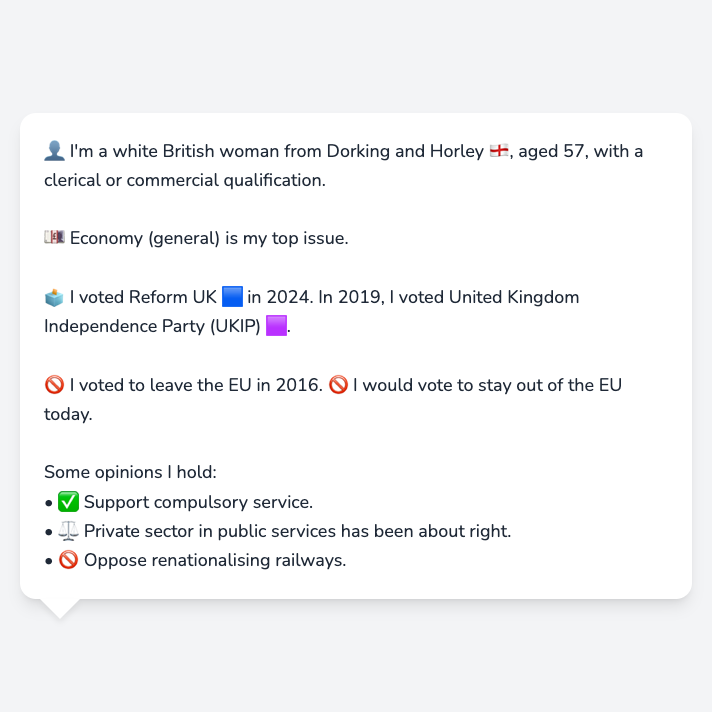 👤 I'm a white British woman from Dorking and Horley 🏴󠁧󠁢󠁥󠁮󠁧󠁿, aged 57, with a
clerical or commercial qualification.
💷 Economy (general) is my top issue.
🗳️ I voted Reform UK 🟦 in 2024. In 2019, I voted United Kingdom
Independence Party (UKIP) 🟪.
🚫 I voted to leave the EU in 2016. 🚫 I would vote to stay out of the EU
today.
Some opinions I hold:
• ✅ Support compulsory service.
• ⚖️ Private sector in public services has been about right.
• 🚫 Oppose renationalising railways.